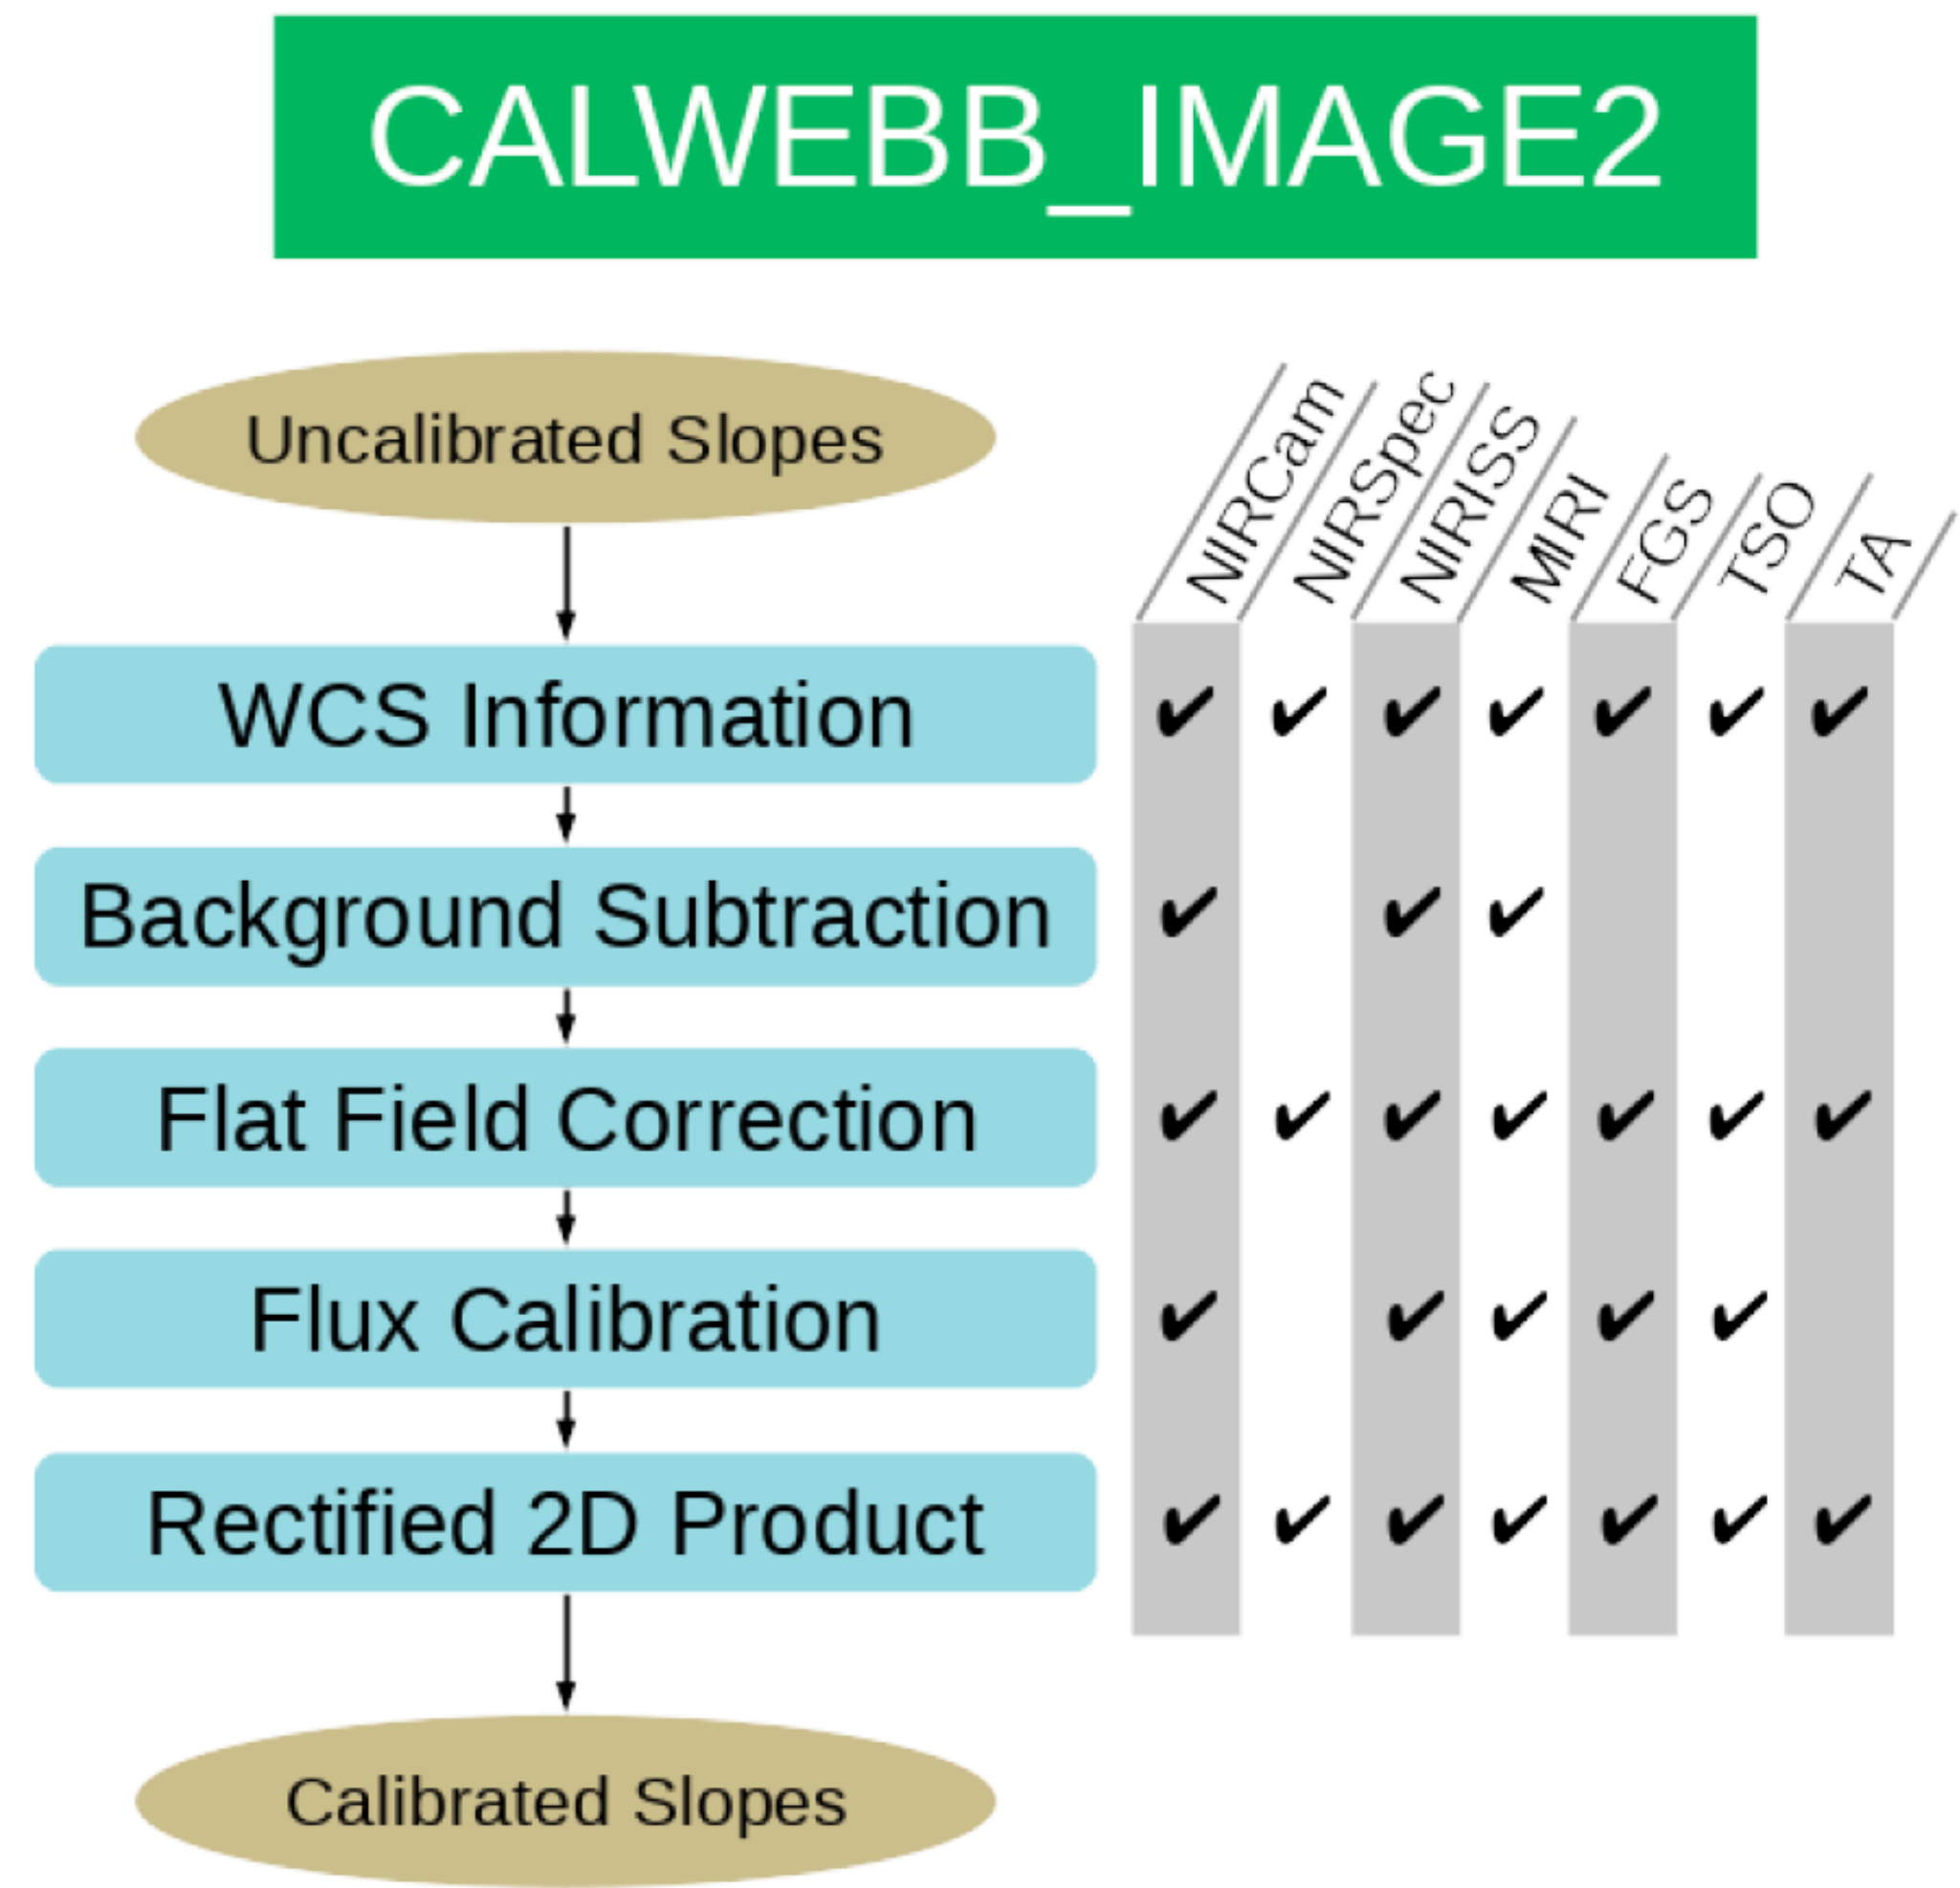 CALWEBB_IMAGE2
Uncalibrated Slopes
NIRCam
NIRSpec
NIRISS
MIRI
FGS
TSO
TA
WCS Information ✔ ✔ ✔ ✔ ✔ ✔ ✔
Background Subtraction ✔ ✔ ✔
Flat Field Correction ✔ ✔ ✔ ✔ ✔ ✔ ✔
Flux Calibration ✔ ✔ ✔ ✔ ✔
Rectified 2D Product ✔ ✔ ✔ ✔ ✔ ✔ ✔
Calibrated Slopes